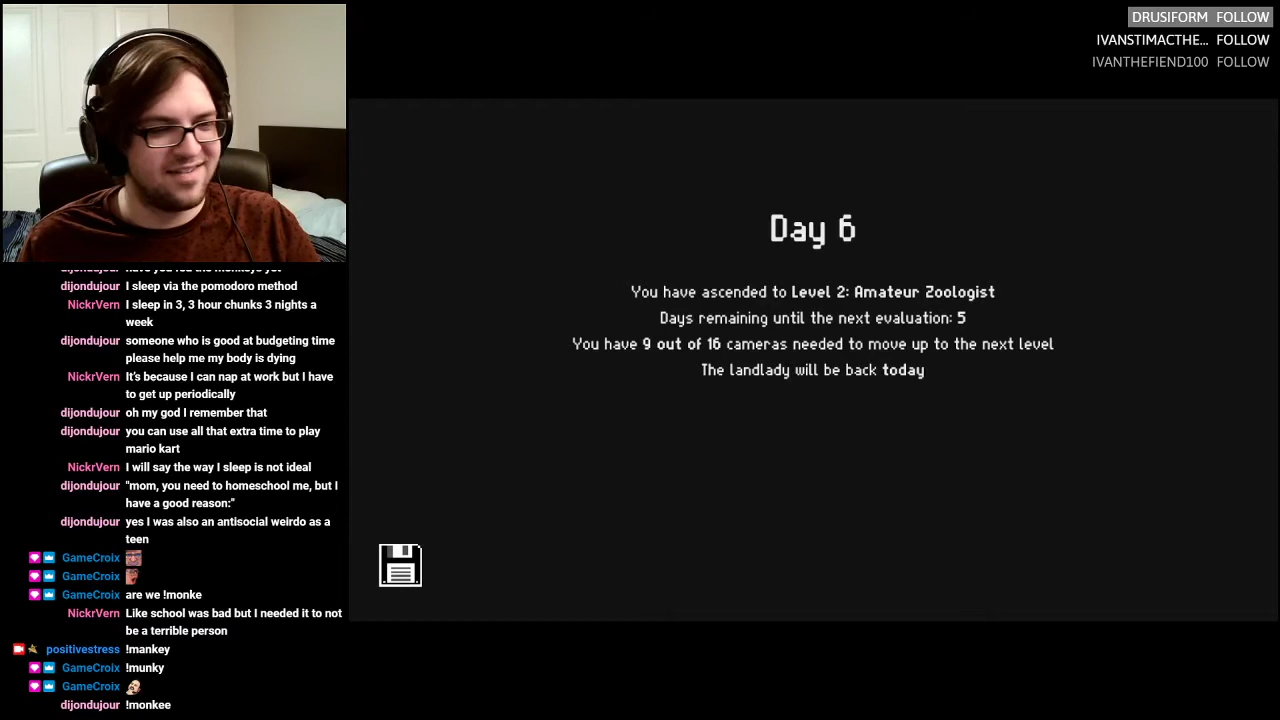 DRUSIFORM FOLLOW
IVANSTIMACTHE... FOLLOW
IVANTHEFIEND100 FOLLOW
Day 6
You have ascended to Level 2: Amateur Zoologist
Days remaining until the next evaluation: 5
You have 9 out of 16 cameras needed to move up to the next level
The landlady will be back today
dijondujour have you fed the monkeys yet
dijondujour I sleep via the pomodoro method
NickrVern I sleep in 3, 3 hour chunks 3 nights a
week
dijondujour someone who is good at budgeting time
please help me my body is dying
NickrVern It's because I can nap at work but I have
to get up periodically
dijondujour oh my god I remember that
dijondujour you can use all that extra time to play
mario kart
NickrVern I will say the way I sleep is not ideal
dijondujour "mom, you need to homeschool me, but I
have a good reason:"
dijondujour yes I was also an antisocial weirdo as a
teen
GameCroix
GameCroix
GameCroix are we !monke
NickrVern Like school was bad but I needed it to not
be a terrible person
positivestress !mankey
GameCroix !munky
GameCroix
dijondujour !monkee